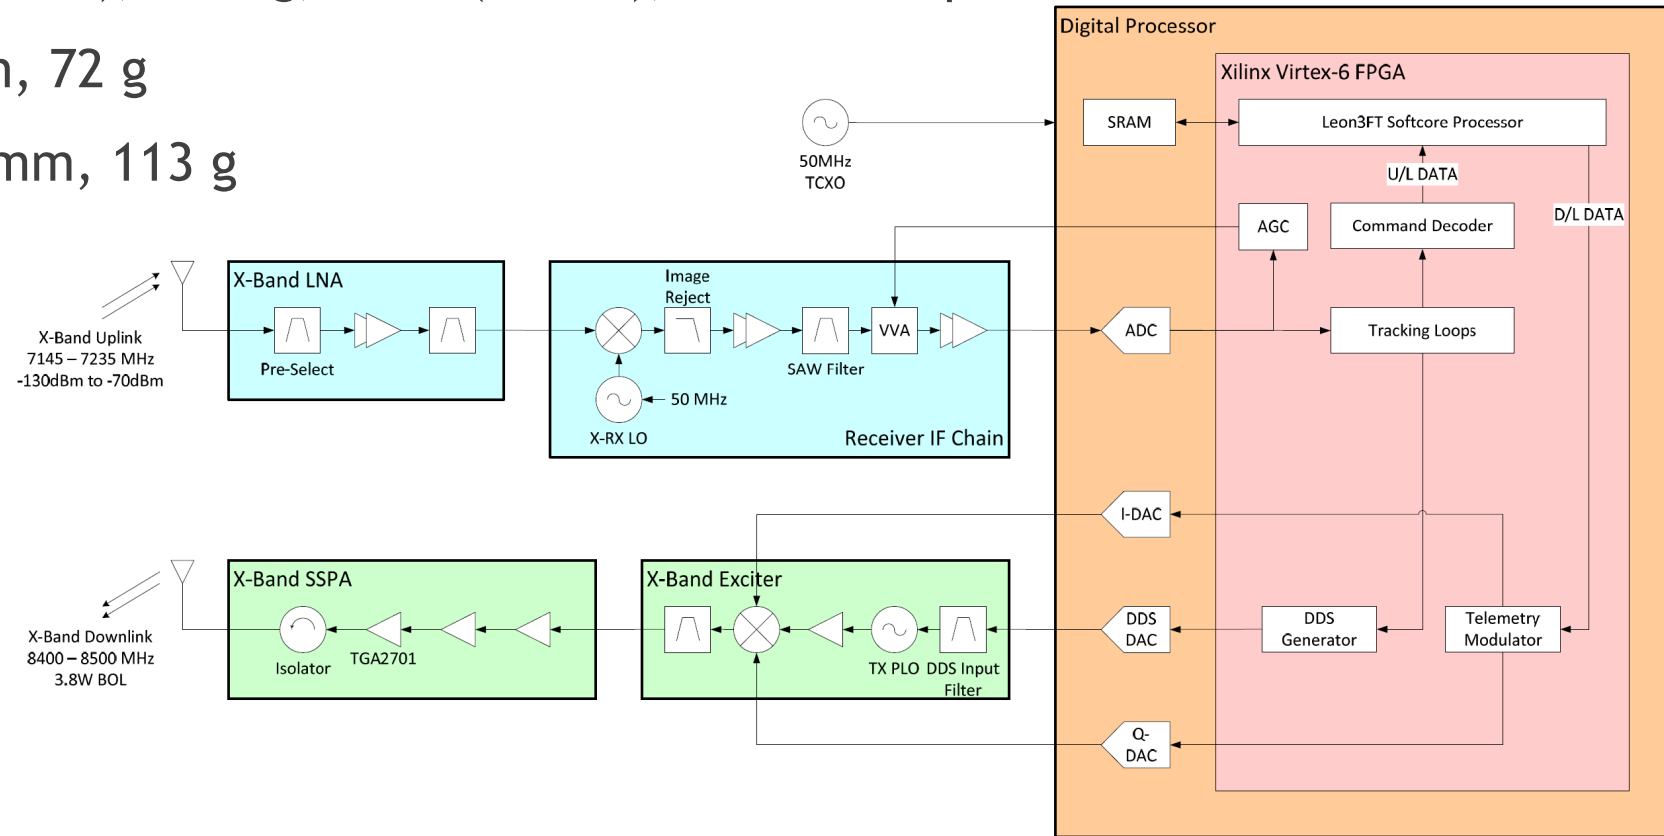 n, 72 g
mm, 113 g
Digital Processor
Xilinx Virtex-6 FPGA
SRAM
Leon3FT Softcore Processor
50MHz
TCXO
U/L DATA
D/L DATA
AGC
Command Decoder
X-Band LNA
Image
Reject
X-Band Uplink
7145 – 7235 MHz
-130dBm to -70dBm
Pre-Select
VVA
ADC
Tracking Loops
SAW Filter
50 MHz
X-RX LO
Receiver IF Chain
I-DAC
X-Band SSPA
X-Band Exciter
X-Band Downlink
8400 – 8500 MHz
3.8W BOL
Isolator
TGA2701
TX PLO
DDS Input
Filter
DDS
DAC
DDS
Generator
Telemetry
Modulator
Q-
DAC